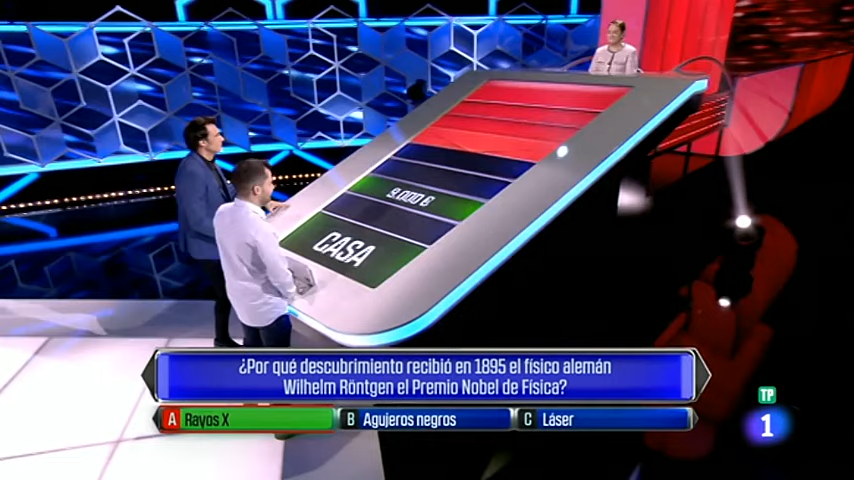 9.000 €
CASA
¿Por qué descubrimiento recibió en 1895 el físico alemán
Wilhelm Röntgen el Premio Nobel de Física?
A Rayos X
B Agujeros negros
C Láser
TP
1